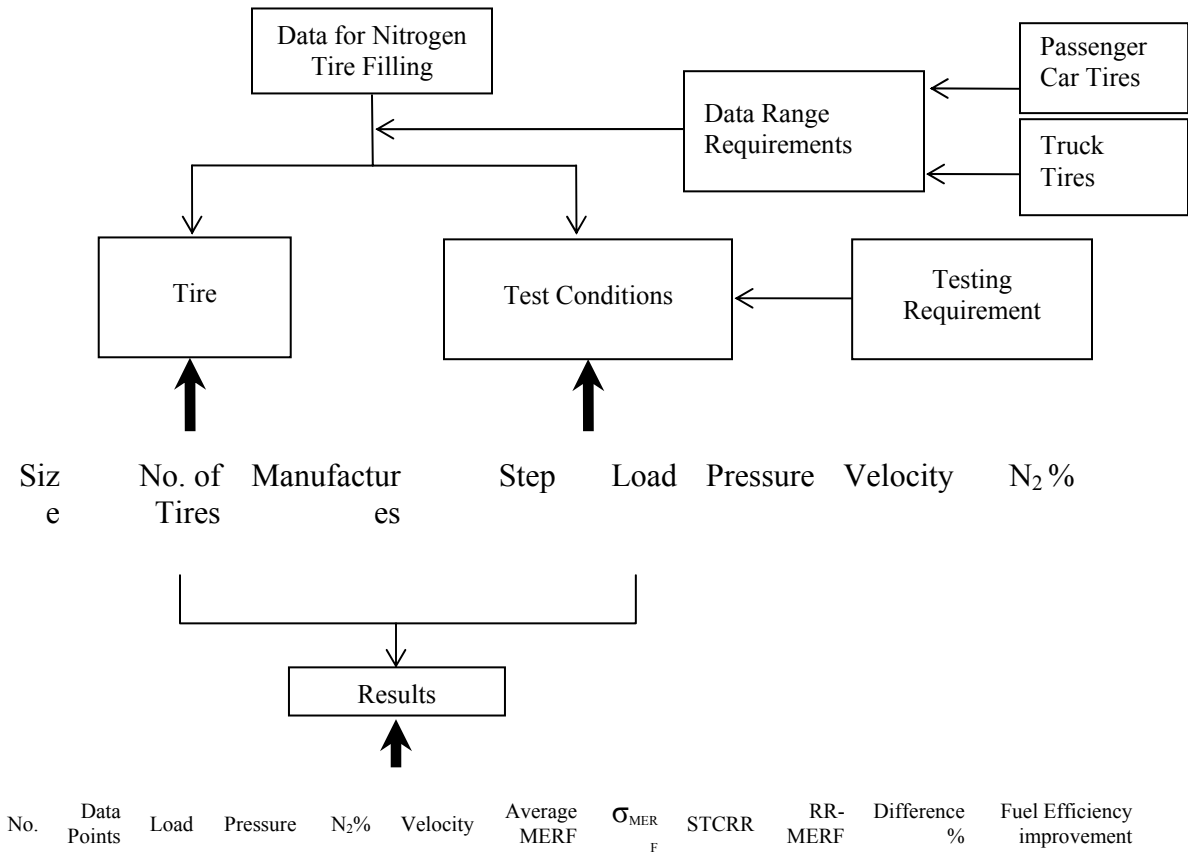 Data for Nitrogen
Tire Filling
Passenger
Car Tires
Data Range
Requirements
Truck
Tires
Tire
Test Conditions
Testing
Requirement
Siz
e
No. of
Tires
Manufactur
es
Step
Load
Pressure
Velocity
N₂ %
Results
No.
Data
Points
Load
Pressure
N₂%
Velocity
Average
MERF
σMER
F
STCRR
RR-
MERF
Difference
%
Fuel Efficiency
improvement